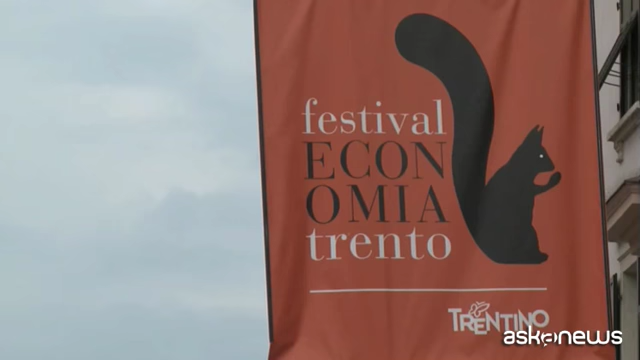 festival
ECON
OMIA
trento
TRENTINO
askanews